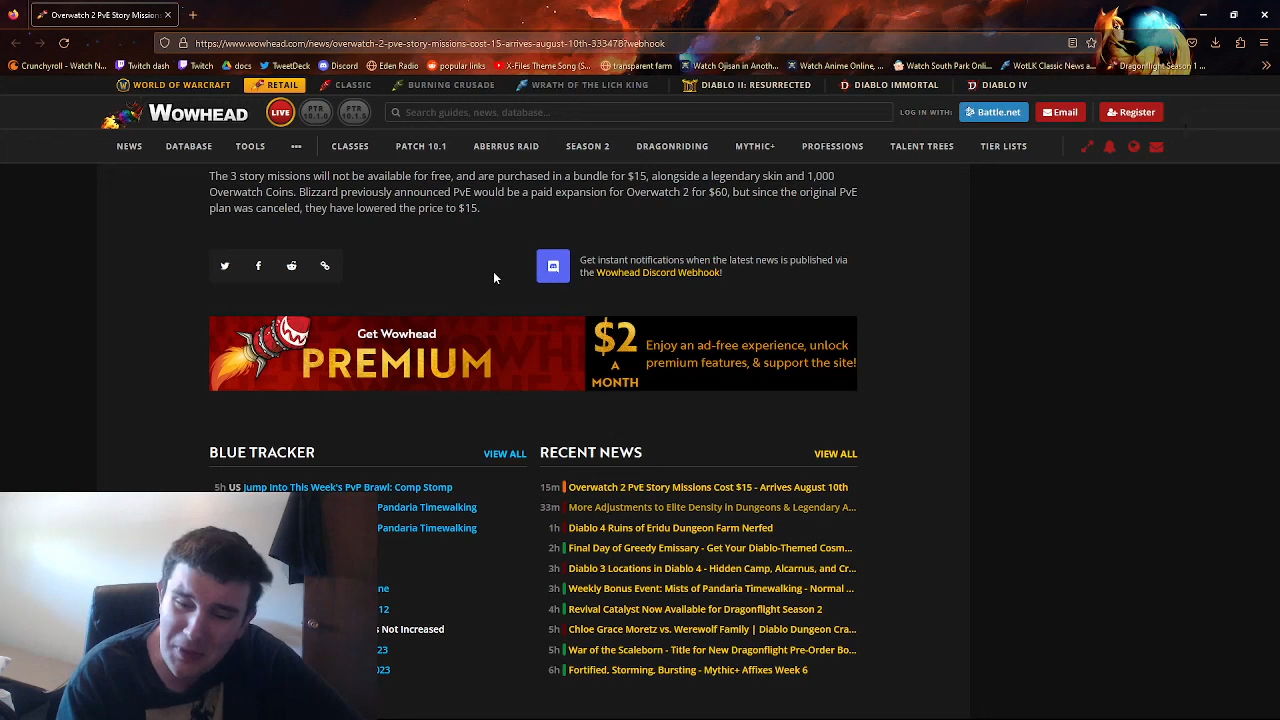 Overwatch 2 PvE Story Missions
https://www.wowhead.com/news/overwatch-2-pve-story-missions-cost-15-arrives-august-10th-333478?webhook
Crunchyroll - Watch N... Twitch dash Twitch docs TweetDeck Discord Eden Radio popular links X-Files Theme Song (S... transparent farm Watch Ojisan in Anoth... Watch Anime Online, ... Watch South Park Onli... WotLK Classic News a... Dragonflight Season 1 ...
WORLD OF WARCRAFT RETAIL CLASSIC BURNING CRUSADE WRATH OF THE LICH KING DIABLO II: RESURRECTED DIABLO IMMORTAL DIABLO IV
WOWHEAD LIVE PTR 10.1.0 PTR 10.1.5 Search guides, news, database... LOG IN WITH: Battle.net Email Register
NEWS DATABASE TOOLS ••• CLASSES PATCH 10.1 ABERRUS RAID SEASON 2 DRAGONRIDING MYTHIC+ PROFESSIONS TALENT TREES TIER LISTS
The 3 story missions will not be available for free, and are purchased in a bundle for $15, alongside a legendary skin and 1,000
Overwatch Coins. Blizzard previously announced PvE would be a paid expansion for Overwatch 2 for $60, but since the original PvE
plan was canceled, they have lowered the price to $15.
Get instant notifications when the latest news is published via
the Wowhead Discord Webhook!
Get Wowhead
PREMIUM
$2
A
MONTH
Enjoy an ad-free experience, unlock
premium features, & support the site!
BLUE TRACKER VIEW ALL
5h US Jump Into This Week's PvP Brawl: Comp Stomp
Pandaria Timewalking
Pandaria Timewalking
ne
12
s Not Increased
23
023
RECENT NEWS VIEW ALL
15m Overwatch 2 PvE Story Missions Cost $15 - Arrives August 10th
33m More Adjustments to Elite Density in Dungeons & Legendary A...
1h Diablo 4 Ruins of Eridu Dungeon Farm Nerfed
2h Final Day of Greedy Emissary - Get Your Diablo-Themed Cosm...
3h Diablo 3 Locations in Diablo 4 - Hidden Camp, Alcarnus, and Cr...
3h Weekly Bonus Event: Mists of Pandaria Timewalking - Normal ...
4h Revival Catalyst Now Available for Dragonflight Season 2
5h Chloe Grace Moretz vs. Werewolf Family | Diablo Dungeon Cra...
5h War of the Scaleborn - Title for New Dragonflight Pre-Order Bo...
6h Fortified, Storming, Bursting - Mythic+ Affixes Week 6